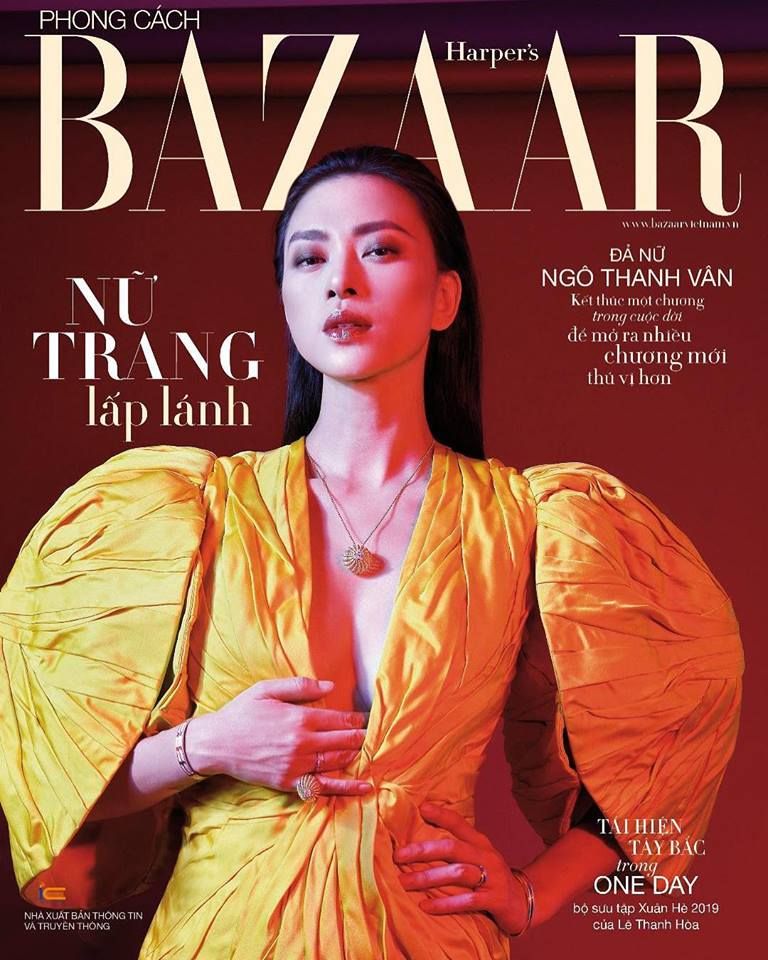 PHONG CÁCH
Harper's
BAZAAR
www.bazaarvietnam.vn
NỮ
TRANG
lấp lánh
ĐẢ NỮ
NGÔ THANH VÂN
Kết thúc một chương
trong cuộc đời
để mở ra nhiều
chương mới
thú vị hơn
TÁI HIỆN
TÂY BẮC
trong
ONE DAY
bộ sưu tập Xuân Hè 2019
của Lê Thanh Hòa
NHÀ XUẤT BẢN THÔNG TIN
VÀ TRUYỀN THÔNG